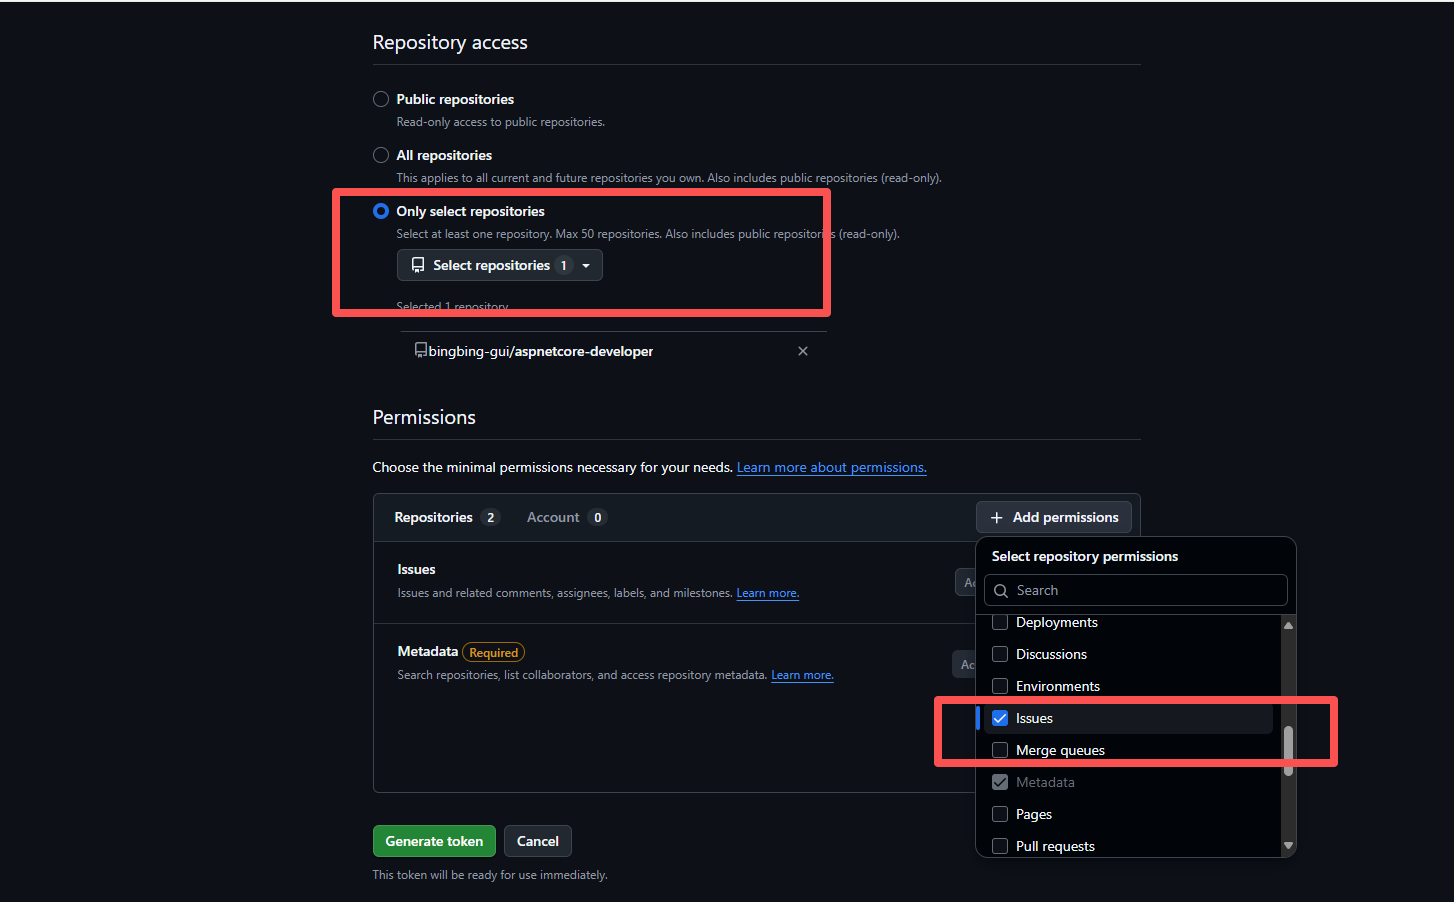 Repository access
Public repositories
Read-only access to public repositories.
All repositories
This applies to all current and future repositories you own. Also includes public repositories (read-only).
Only select repositories
Select at least one repository. Max 50 repositories. Also includes public repositories (read-only).
Select repositories 1
Selected 1 repository.
bingbing-gui/aspnetcore-developer
Permissions
Choose the minimal permissions necessary for your needs. Learn more about permissions.
Repositories 2 Account 0 Add permissions
Select repository permissions
Search
Issues
Issues and related comments, assignees, labels, and milestones. Learn more.
Metadata Required
Search repositories, list collaborators, and access repository metadata. Learn more.
Deployments
Discussions
Environments
Issues
Merge queues
Metadata
Pages
Pull requests
Generate token Cancel
This token will be ready for use immediately.